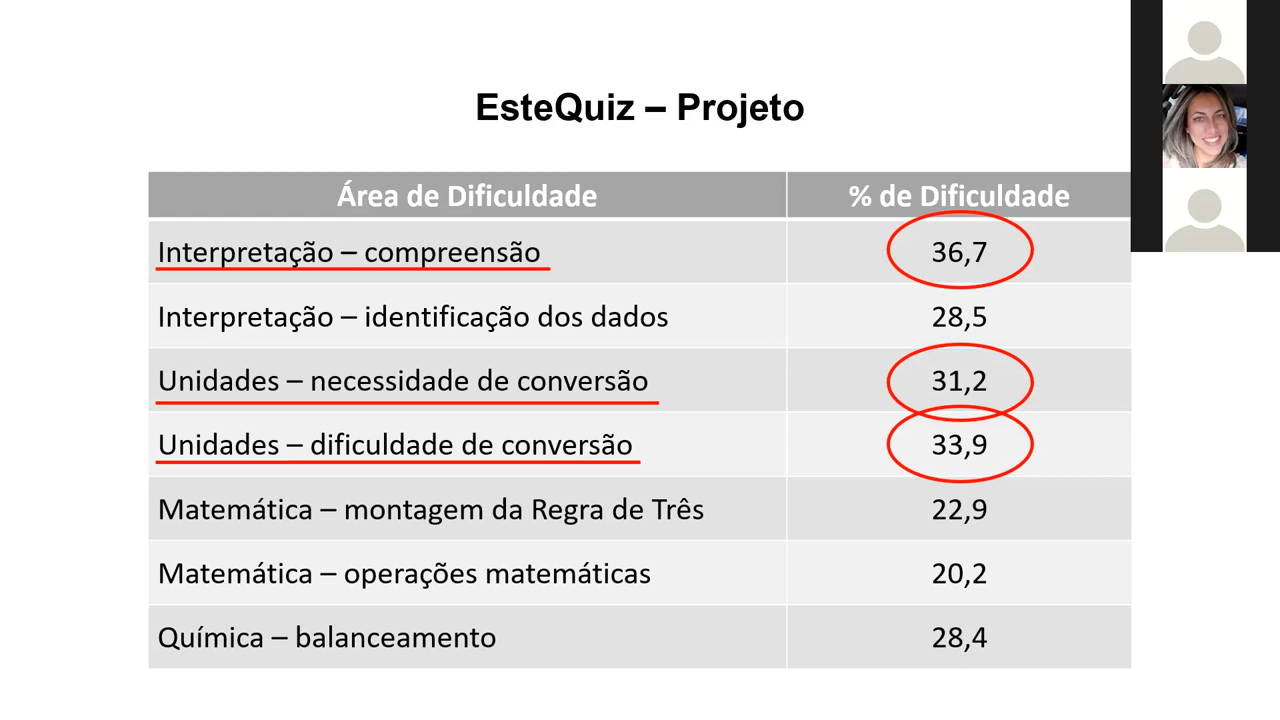 EsteQuiz – Projeto
Área de Dificuldade % de Dificuldade
Interpretação – compreensão 36,7
Interpretação – identificação dos dados 28,5
Unidades – necessidade de conversão 31,2
Unidades – dificuldade de conversão 33,9
Matemática – montagem da Regra de Três 22,9
Matemática – operações matemáticas 20,2
Química – balanceamento 28,4